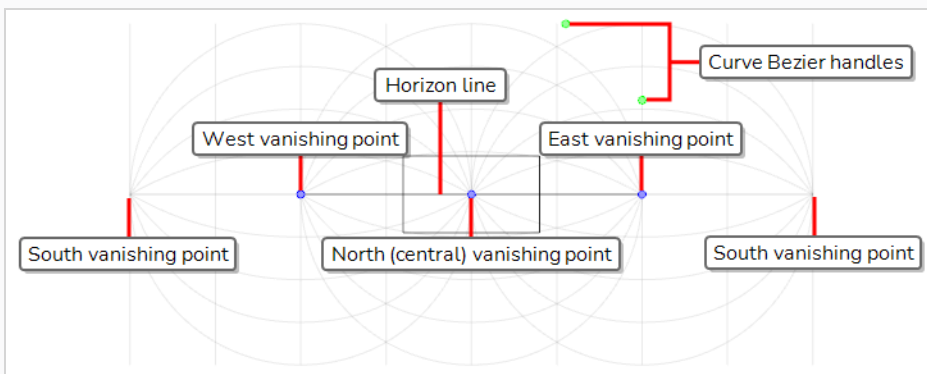 Curve Bezier handles
Horizon line
West vanishing point
East vanishing point
South vanishing point
North (central) vanishing point
South vanishing point